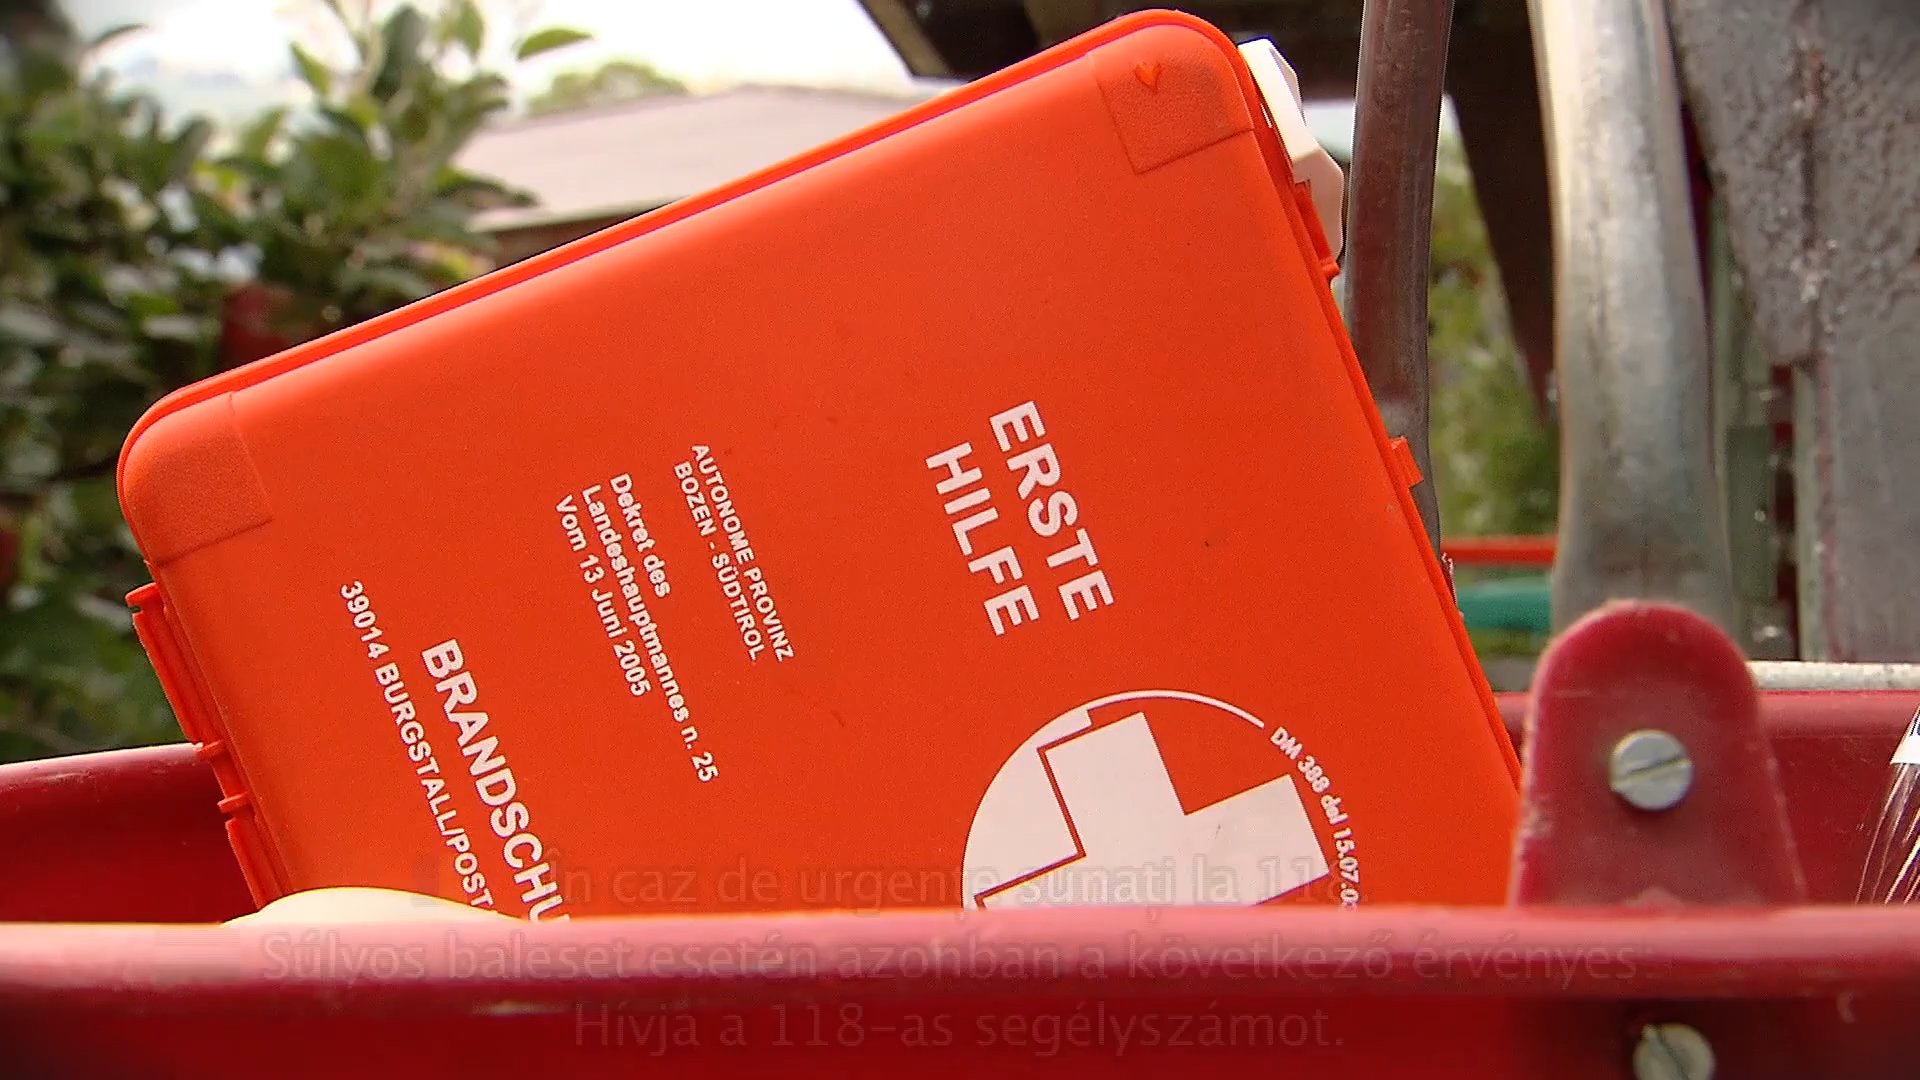 ERSTE
HILFE
AUTONOME PROVINZ
BOZEN - SÜDTIROL
Dekret des
Landeshauptmannes n. 25
Vom 13 Juni 2005
BRANDSCHU
39014 BURGSTALL/POST
DM 388 del 15.07.03
În caz de urgențe sunați la 118
Súlyos baleset esetén azonban a következő érvényes:
Hívja a 118-as segélyszámot.